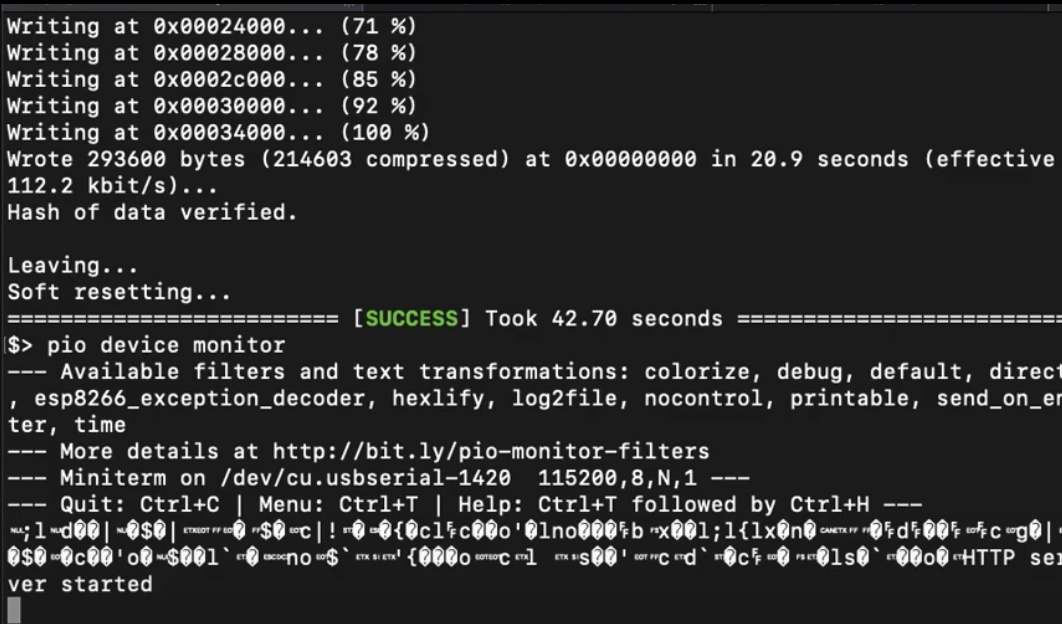 Writing at 0x00024000... (71 %)
Writing at 0x00028000... (78 %)
Writing at 0x0002c000... (85 %)
Writing at 0x00030000... (92 %)
Writing at 0x00034000... (100 %)
Wrote 293600 bytes (214603 compressed) at 0x00000000 in 20.9 seconds (effective
112.2 kbit/s)...
Hash of data verified.
Leaving...
Soft resetting...
========================= [SUCCESS] Took 42.70 seconds =========================
$> pio device monitor
--- Available filters and text transformations: colorize, debug, default, direct
, esp8266_exception_decoder, hexlify, log2file, nocontrol, printable, send_on_en
ter, time
--- More details at http://bit.ly/pio-monitor-filters
--- Miniterm on /dev/cu.usbserial-1420  115200,8,N,1 ---
--- Quit: Ctrl+C | Menu: Ctrl+T | Help: Ctrl+T followed by Ctrl+H ---
HTTP ser
ver started